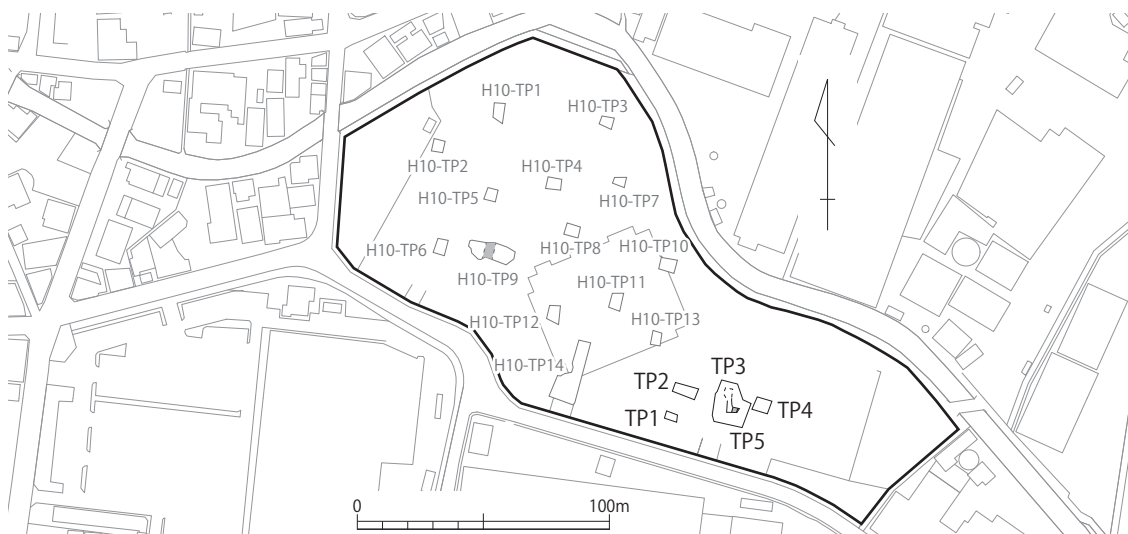 H10-TP1
H10-TP3
H10-TP2
H10-TP4
H10-TP5
H10-TP7
H10-TP6
H10-TP8
H10-TP10
H10-TP9
H10-TP11
H10-TP12
H10-TP13
H10-TP14
TP3
TP2
TP4
TP1
TP5
0
100m